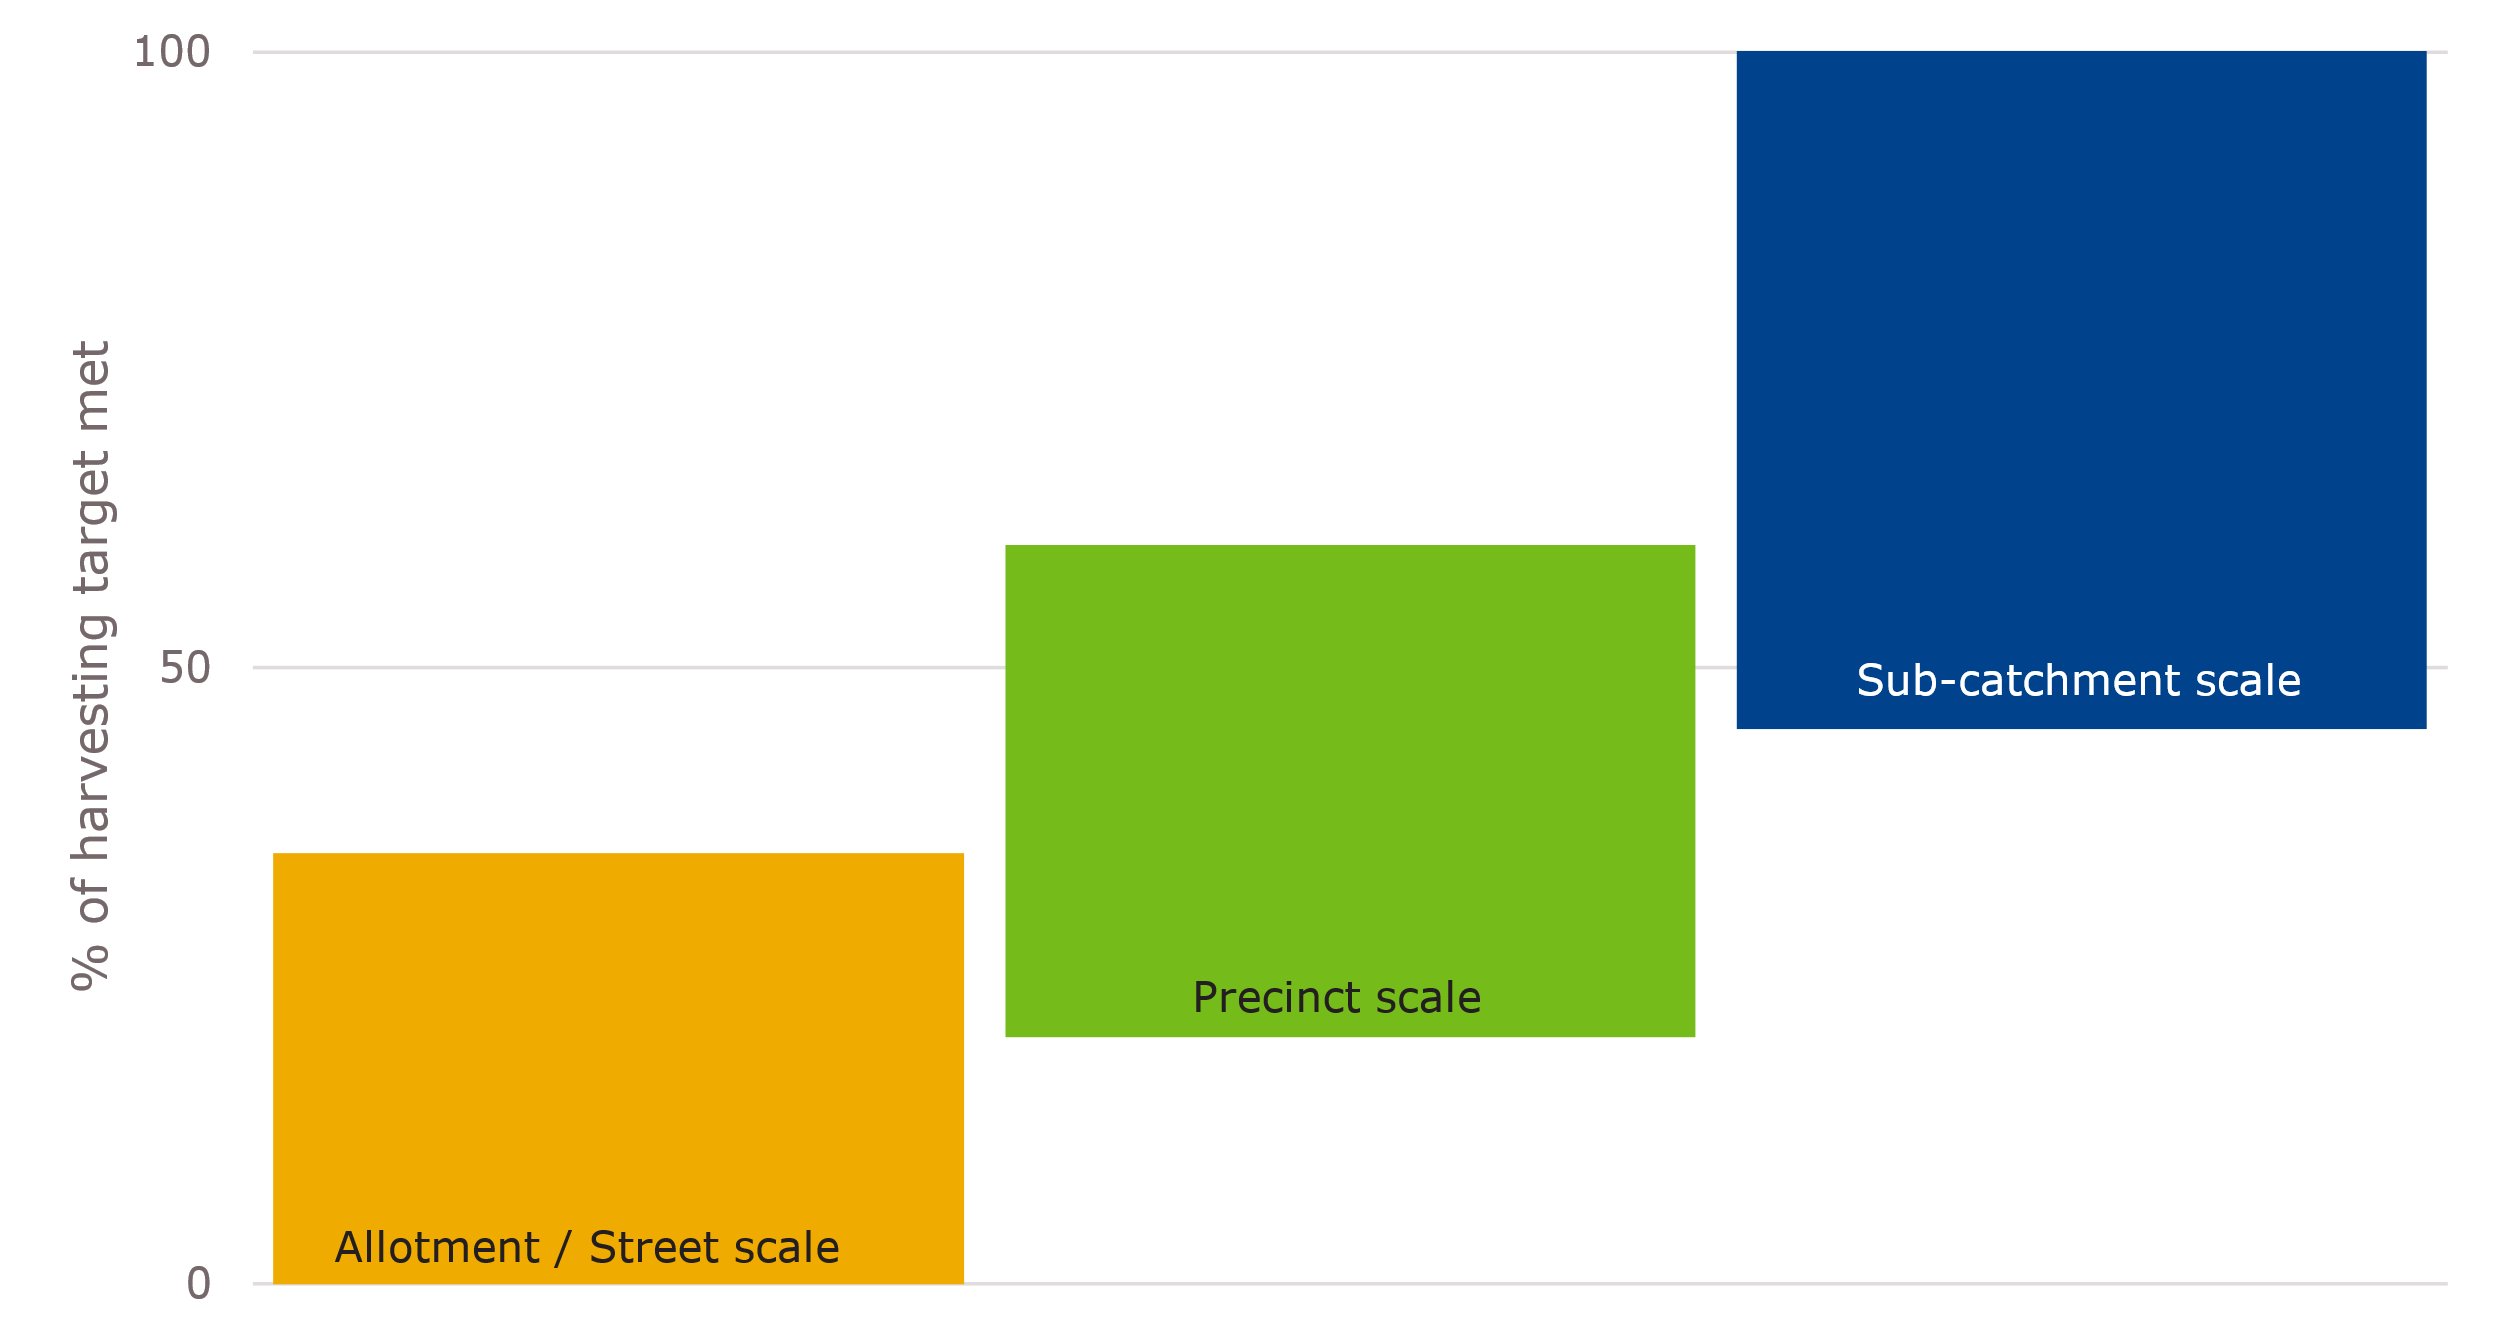 100
% of harvesting target met
50
Sub-catchment scale
Precinct scale
Allotment / Street scale
0